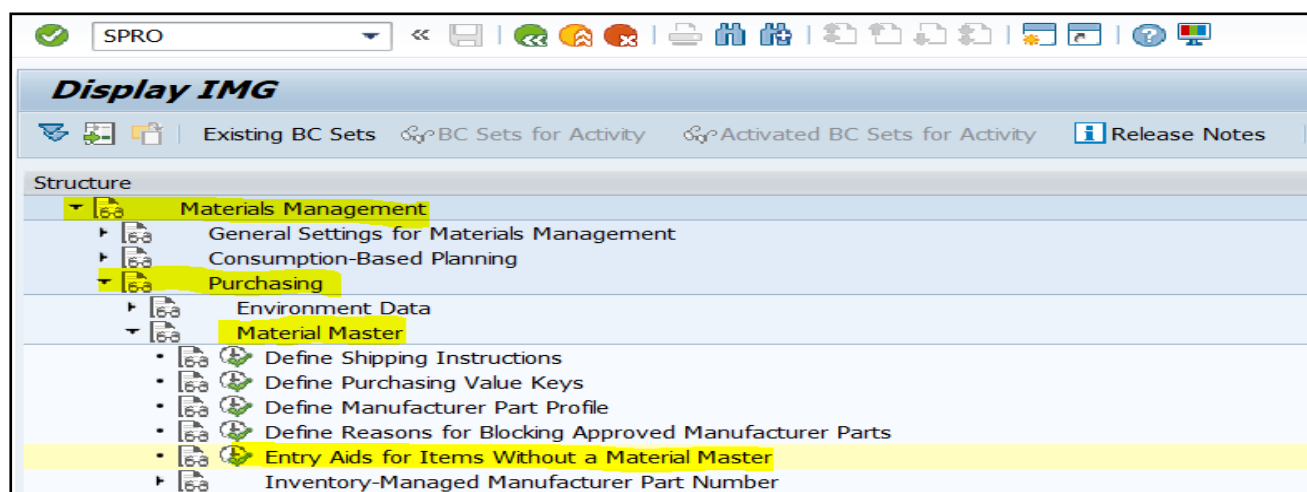 SPRO
Display IMG
Existing BC Sets BC Sets for Activity Activated BC Sets for Activity Release Notes
Structure
Materials Management
General Settings for Materials Management
Consumption-Based Planning
Purchasing
Environment Data
Material Master
Define Shipping Instructions
Define Purchasing Value Keys
Define Manufacturer Part Profile
Define Reasons for Blocking Approved Manufacturer Parts
Entry Aids for Items Without a Material Master
Inventory-Managed Manufacturer Part Number